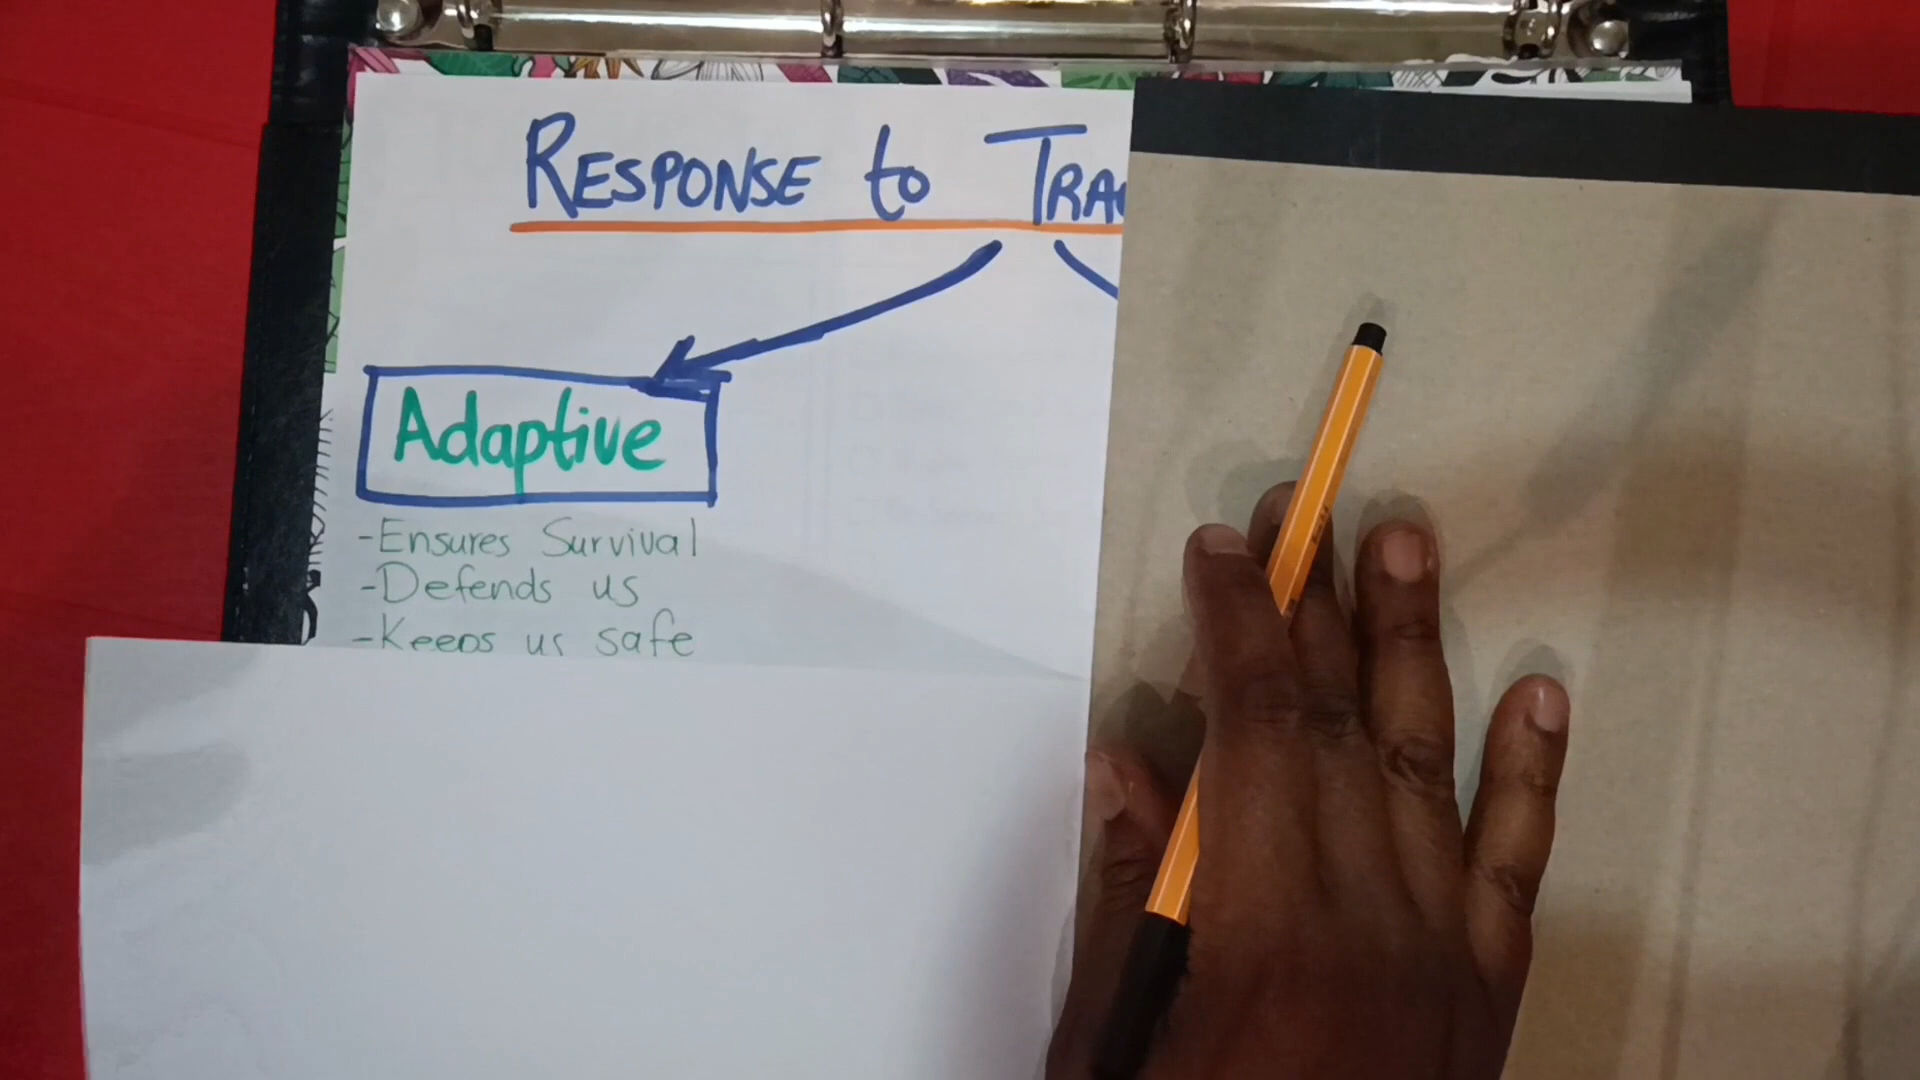 RESPONSE to TRA
Adaptive
-Ensures Survival
-Defends us
-Keeps us safe